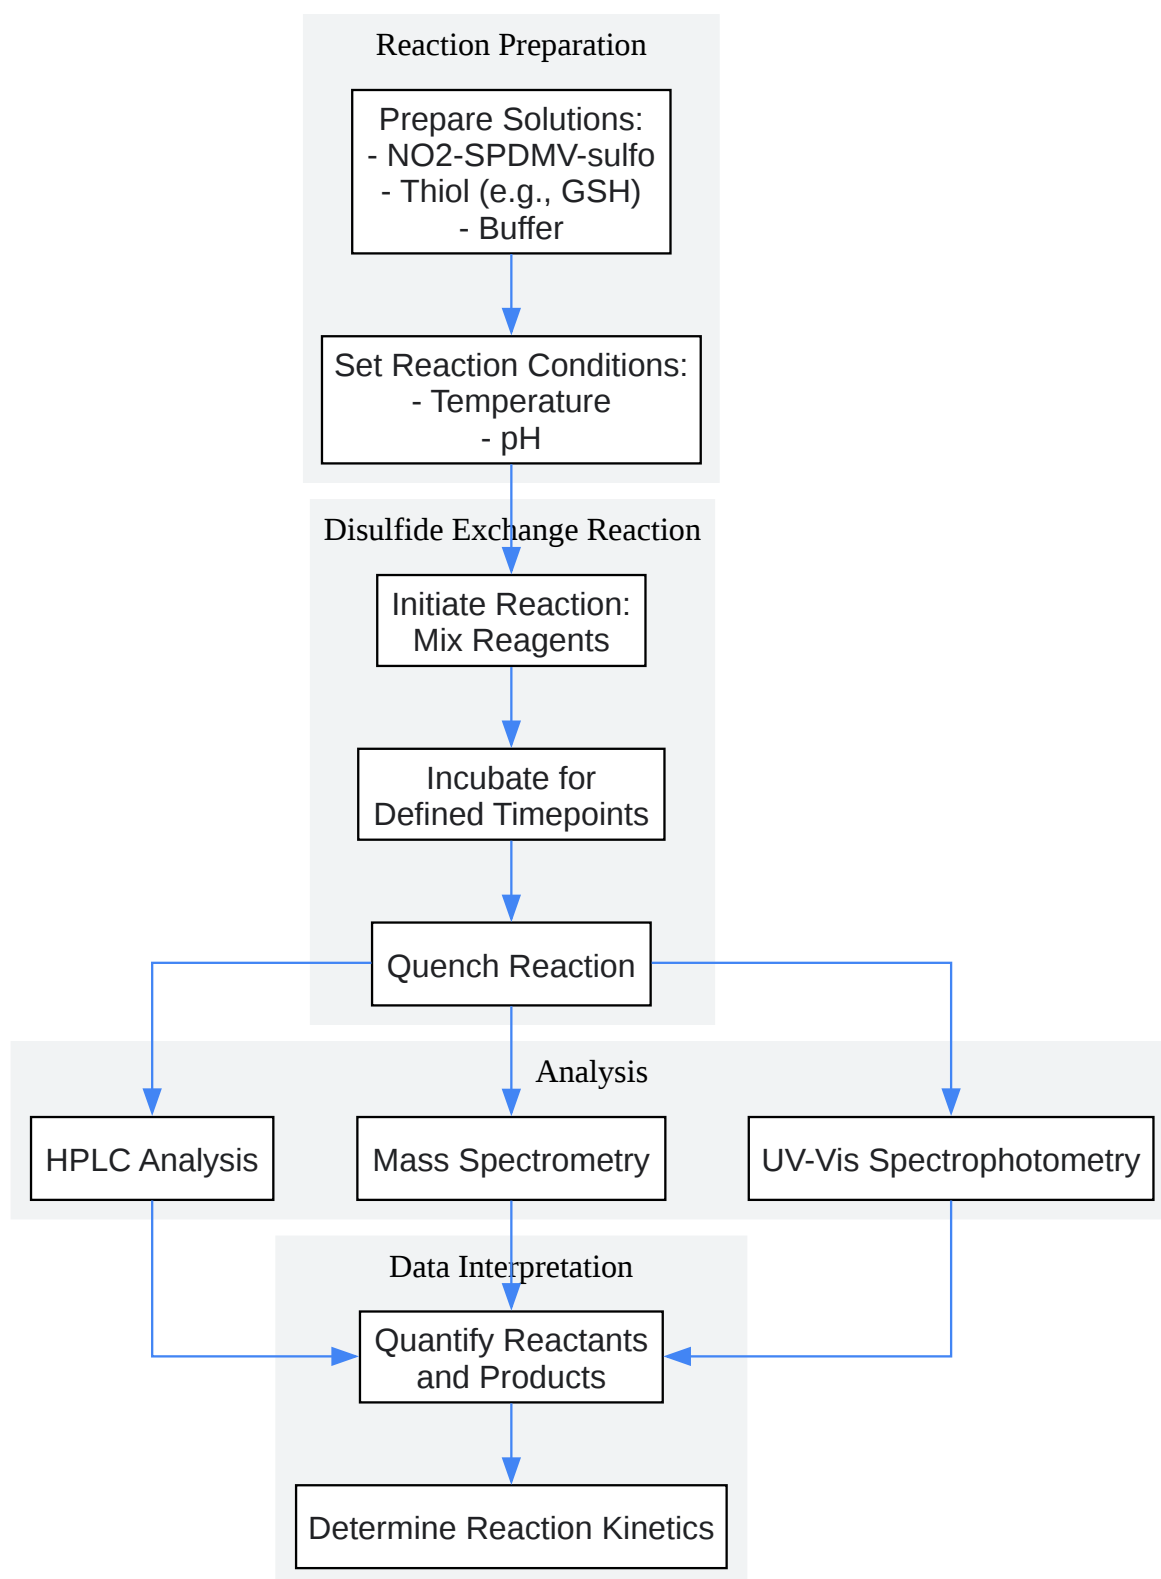 Reaction Preparation
Prepare Solutions:
- NO2-SPDMV-sulfo
- Thiol (e.g., GSH)
- Buffer
Set Reaction Conditions:
- Temperature
- pH
Disulfide Exchange Reaction
Initiate Reaction:
Mix Reagents
Incubate for
Defined Timepoints
Quench Reaction
Analysis
HPLC Analysis
Mass Spectrometry
UV-Vis Spectrophotometry
Data Interpretation
Quantify Reactants
and Products
Determine Reaction Kinetics